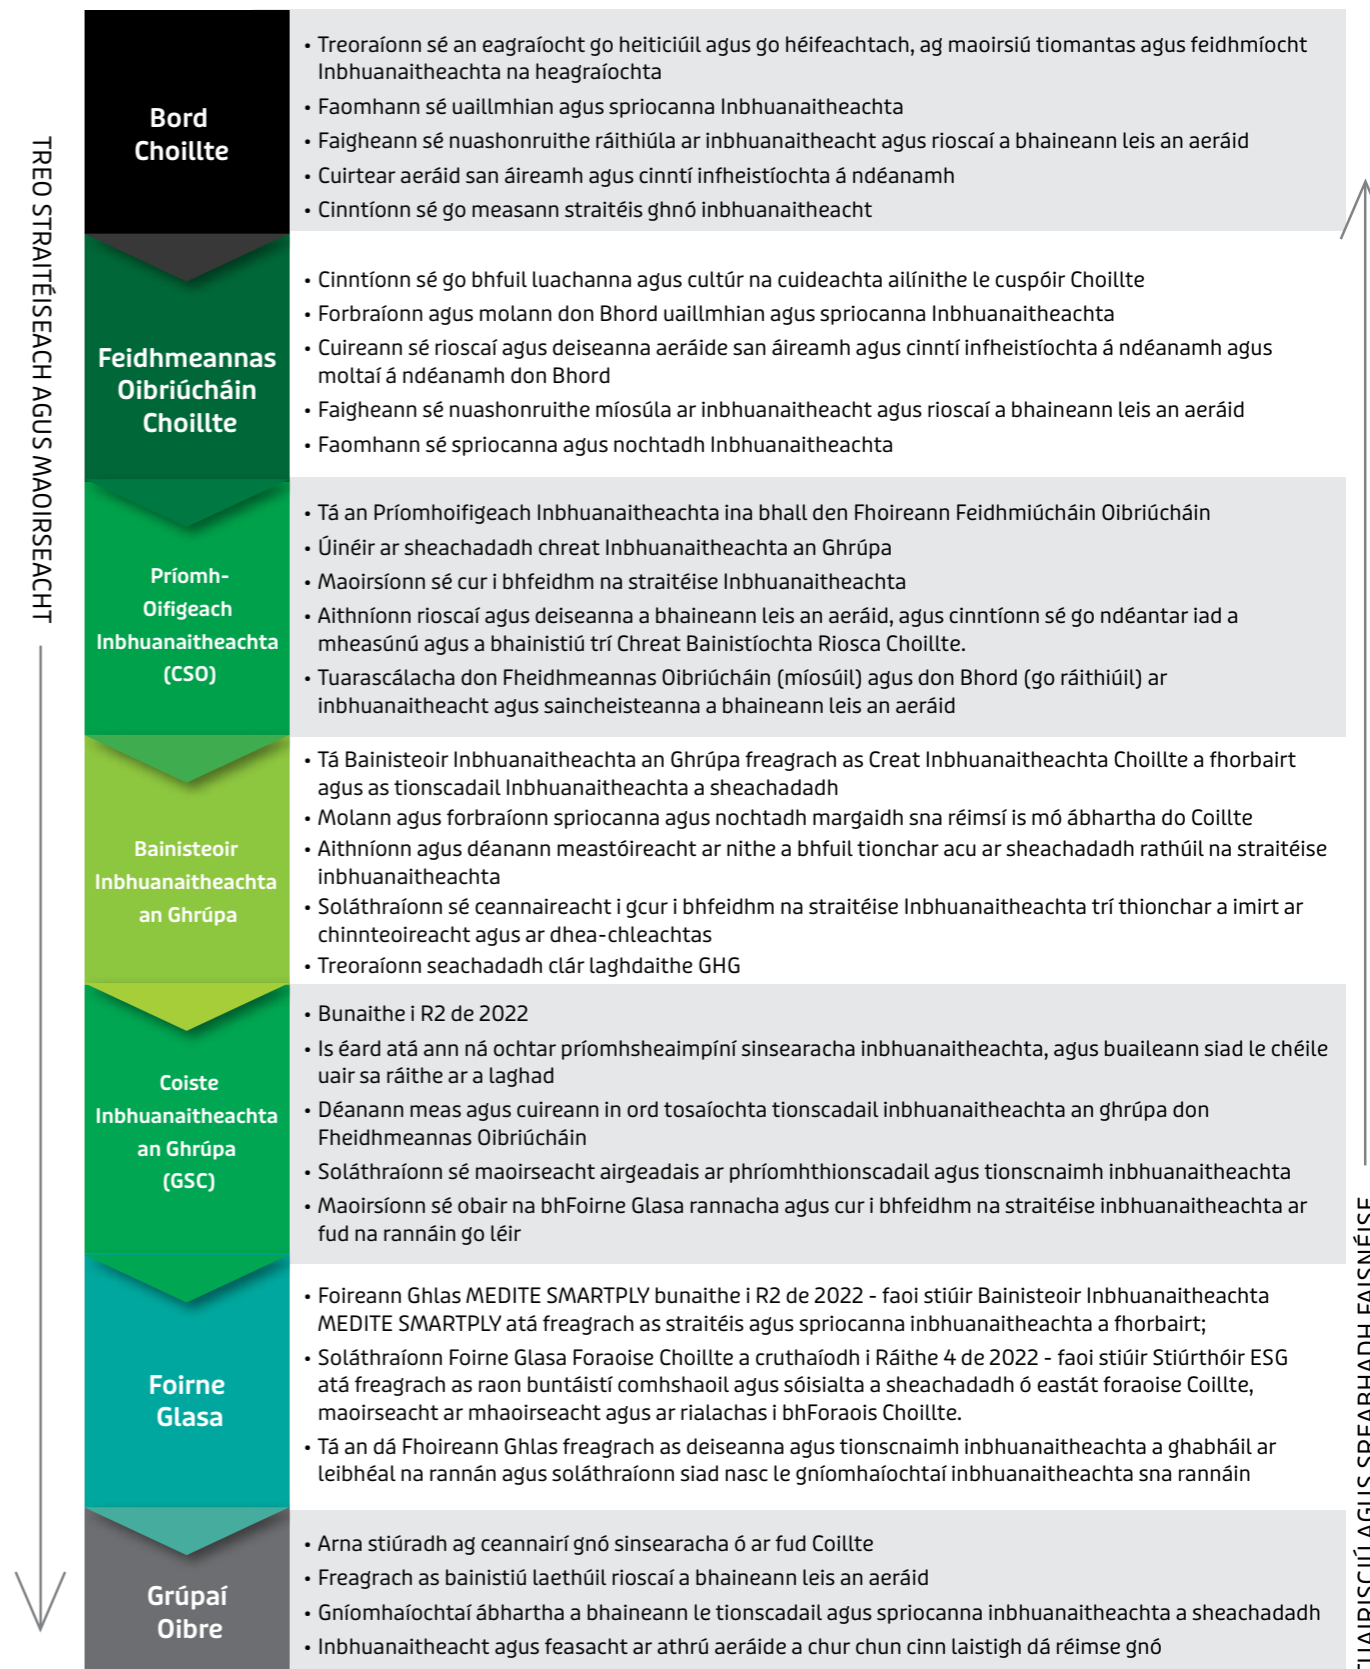 TREO STRAITÉISEACH AGUS MAOIRSEACHT
Bord
Choillte
• Treoraíonn sé an eagraíocht go heiticiúil agus go héifeachtach, ag maoirsiú tiomantas agus feidhmíocht
Inbhuanaitheachta na heagraíochta
• Faomhann sé uaillmhian agus spriocanna Inbhuanaitheachta
• Faigheann sé nuashonruithe ráithiúla ar inbhuanaitheacht agus rioscaí a bhaineann leis an aeráid
• Cuirtear aeráid san áireamh agus cinntí infheistíochta á ndéanamh
• Cinntíonn sé go measann straitéis ghnó inbhuanaitheacht
Feidhmeannas
Oibriúcháin
Choillte
• Cinntíonn sé go bhfuil luachanna agus cultúr na cuideachta ailínithe le cuspóir Choillte
• Forbraíonn agus molann don Bhord uaillmhian agus spriocanna Inbhuanaitheachta
• Cuireann sé rioscaí agus deiseanna aeráide san áireamh agus cinntí infheistíochta á ndéanamh agus
moltaí á ndéanamh don Bhord
• Faigheann sé nuashonruithe míosúla ar inbhuanaitheacht agus rioscaí a bhaineann leis an aeráid
• Faomhann sé spriocanna agus nochtadh Inbhuanaitheachta
Príomh-
Oifigeach
Inbhuanaitheachta
(CSO)
• Tá an Príomhoifigeach Inbhuanaitheachta ina bhall den Fhoireann Feidhmiúcháin Oibriúcháin
• Úinéir ar sheachadadh chreat Inbhuanaitheachta an Ghrúpa
• Maoirsíonn sé cur i bhfeidhm na straitéise Inbhuanaitheachta
• Aithníonn rioscaí agus deiseanna a bhaineann leis an aeráid, agus cinntíonn sé go ndéantar iad a
mheasúnú agus a bhainistiú trí Chreat Bainistíochta Riosca Choillte.
• Tuarascálacha don Fheidhmeannas Oibriúcháin (míosúil) agus don Bhord (go ráithiúil) ar
inbhuanaitheacht agus saincheisteanna a bhaineann leis an aeráid
Bainisteoir
Inbhuanaitheachta
an Ghrúpa
• Tá Bainisteoir Inbhuanaitheachta an Ghrúpa freagrach as Creat Inbhuanaitheachta Choillte a fhorbairt
agus as tionscadail Inbhuanaitheachta a sheachadadh
• Molann agus forbraíonn spriocanna agus nochtadh margaidh sna réimsí is mó ábhartha do Coillte
• Aithníonn agus déanann meastóireacht ar nithe a bhfuil tionchar acu ar sheachadadh rathúil na straitéise
inbhuanaitheachta
• Soláthraíonn sé ceannaireacht i gcur i bhfeidhm na straitéise Inbhuanaitheachta trí thionchar a imirt ar
chinnteoireacht agus ar dhea-chleachtas
• Treoraíonn seachadadh clár laghdaithe GHG
Coiste
Inbhuanaitheachta
an Ghrúpa
(GSC)
• Bunaithe i R2 de 2022
• Is éard atá ann ná ochtar príomhsheaimpíní sinsearacha inbhuanaitheachta, agus buaileann siad le chéile
uair sa ráithe ar a laghad
• Déanann meas agus cuireann in ord tosaíochta tionscadail inbhuanaitheachta an ghrúpa don
Fheidhmeannas Oibriúcháin
• Soláthraíonn sé maoirseacht airgeadais ar phríomhthionscadail agus tionscnaimh inbhuanaitheachta
• Maoirsíonn sé obair na bhFoirne Glasa rannacha agus cur i bhfeidhm na straitéise inbhuanaitheachta ar
fud na rannáin go léir
Foirne
Glasa
• Foireann Ghlas MEDITE SMARTPLY bunaithe i R2 de 2022 - faoi stiúir Bainisteoir Inbhuanaitheachta
MEDITE SMARTPLY atá freagrach as straitéis agus spriocanna inbhuanaitheachta a fhorbairt;
• Soláthraíonn Foirne Glasa Foraoise Choillte a cruthaíodh i Ráithe 4 de 2022 - faoi stiúir Stiúrthóir ESG
atá freagrach as raon buntáistí comhshaoil agus sóisialta a sheachadadh ó eastát foraoise Coillte,
maoirseacht ar mhaoirseacht agus ar rialachas i bhForaois Choillte.
• Tá an dá Fhoireann Ghlas freagrach as deiseanna agus tionscnaimh inbhuanaitheachta a ghabháil ar
leibhéal na rannán agus soláthraíonn siad nasc le gníomhaíochtaí inbhuanaitheachta sna rannáin
Grúpaí
Oibre
• Arna stiúradh ag ceannairí gnó sinsearacha ó ar fud Coillte
• Freagrach as bainistiú laethúil rioscaí a bhaineann leis an aeráid
• Gníomhaíochtaí ábhartha a bhaineann le tionscadail agus spriocanna inbhuanaitheachta a sheachadadh
• Inbhuanaitheacht agus feasacht ar athrú aeráide a chur chun cinn laistigh dá réimse gnó
TUAIRISCIÚ AGUS SREABHADH FAISNÉISE